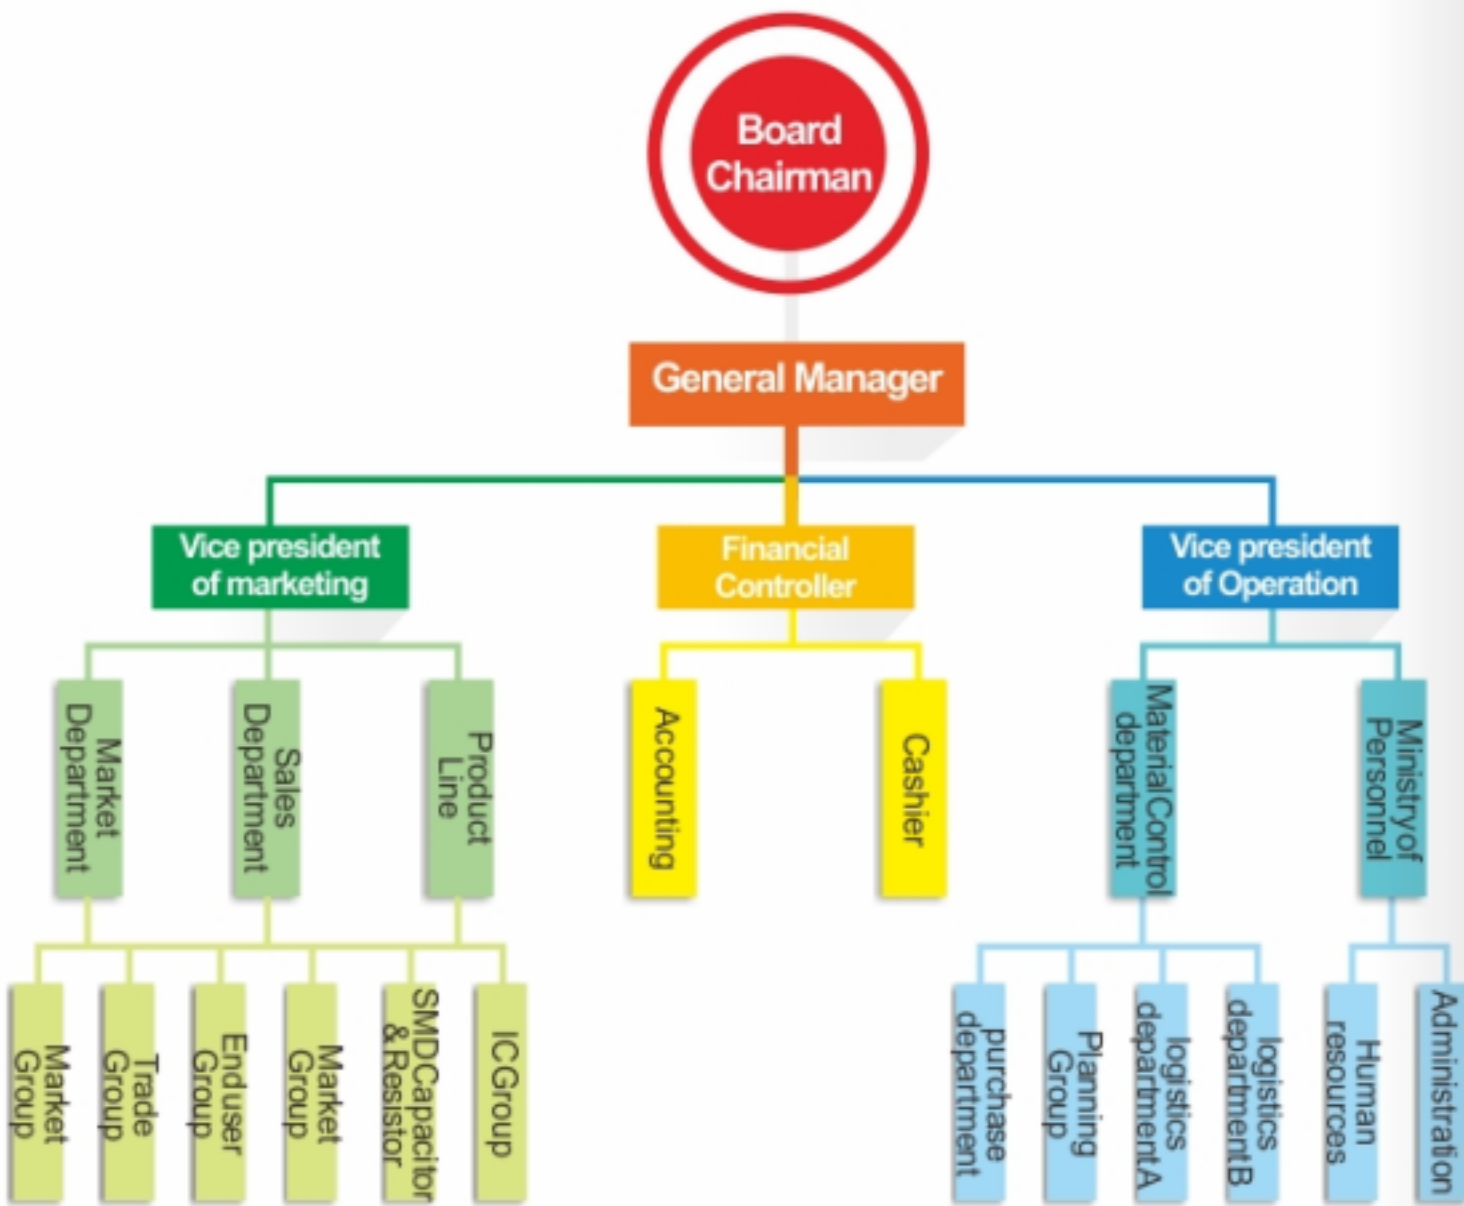 Board
Chairman
General Manager
Vice president
of marketing
Financial
Controller
Vice president
of Operation
Market
Department
Sales
Department
Product
Line
Accounting
Cashier
MaterialControl
department
Ministryof
Personnel
Market
Group
Trade
Group
Enduser
Group
Market
Group
SMDCapacitor
&Resistor
ICGroup
purchase
department
Planning
Group
logistics
departmentA
logistics
departmentB
Human
resources
Administration